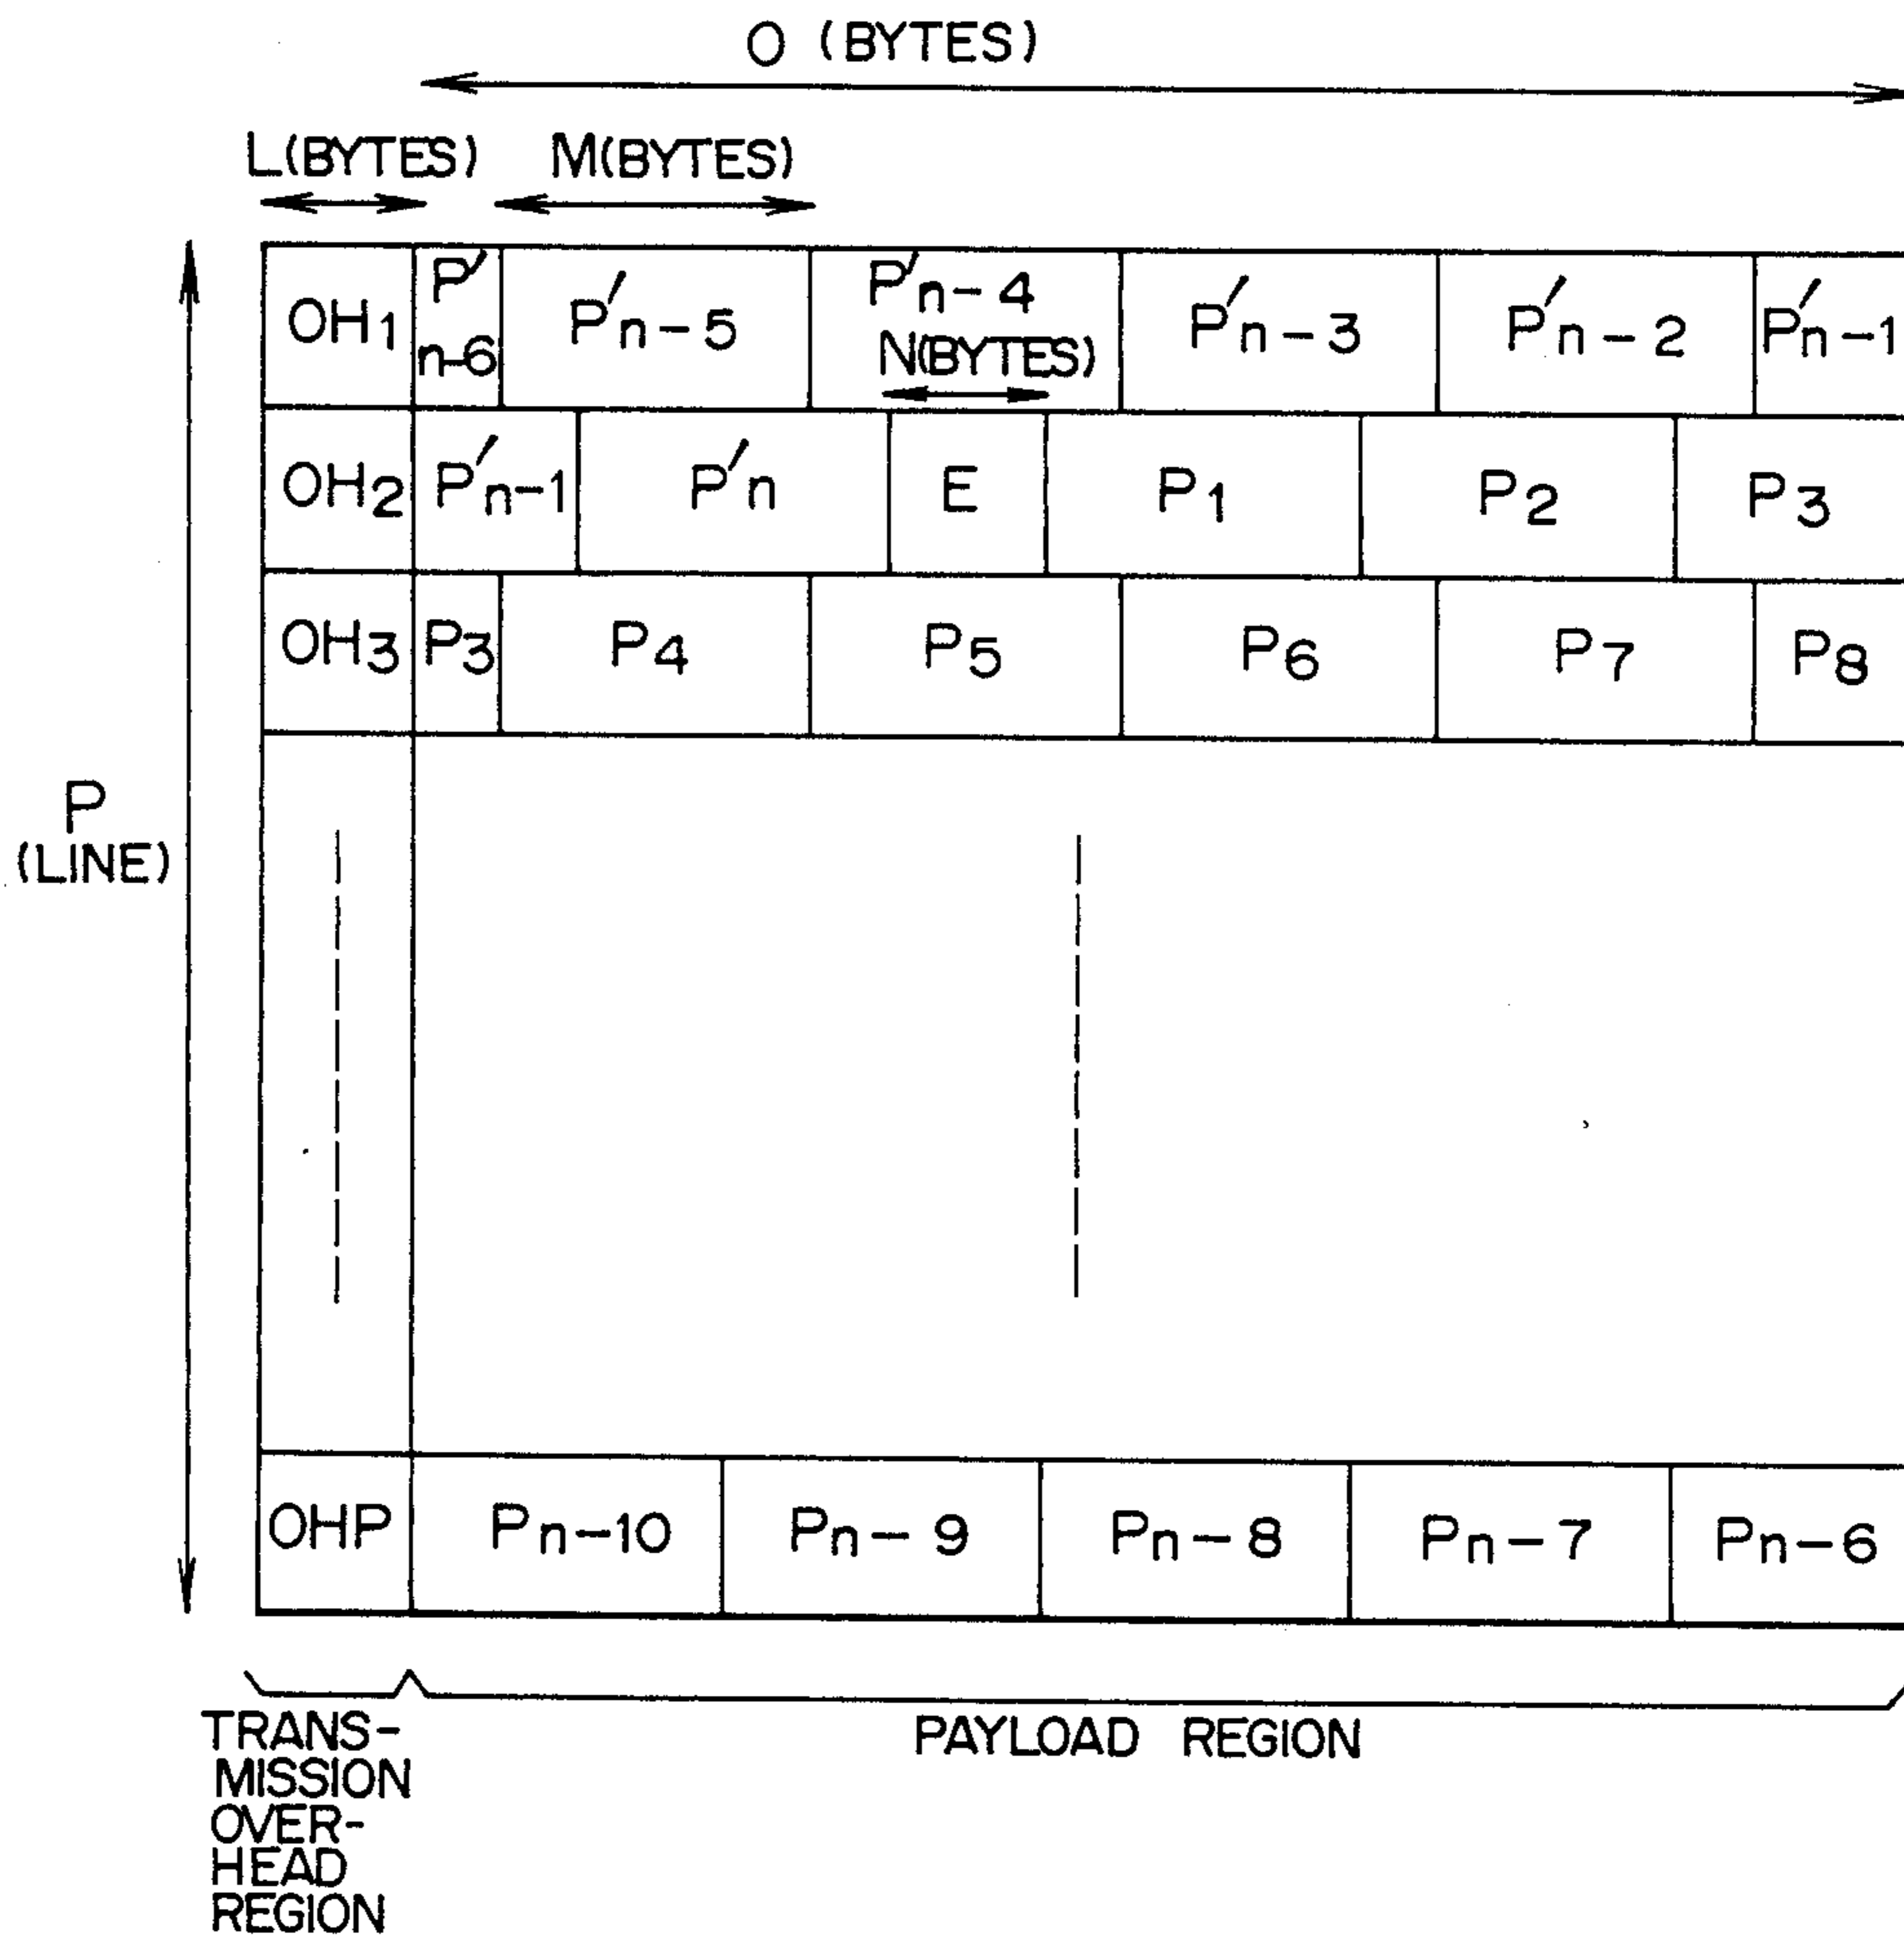 O (BYTES)
L(BYTES) M(BYTES)
OH1 P'n-6 P'n-5 P'n-4 P'n-3 P'n-2 P'n-1
N(BYTES)
OH2 P'n-1 P'n E P1 P2 P3
OH3 P3 P4 P5 P6 P7 P8
P
(LINE)
OHP Pn-10 Pn-9 Pn-8 Pn-7 Pn-6
TRANS-
MISSION
OVER-
HEAD
REGION
PAYLOAD REGION